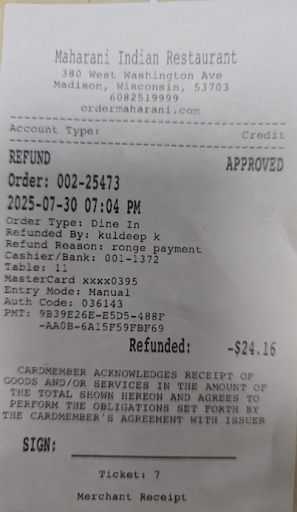 Maharani Indian Restaurant
380 West Washington Ave
Madison, Wisconsin, 53703
6082519999
ordermaharani.com
Account Type: Credit
REFUND APPROVED
Order: 002-25473
2025-07-30 07:04 PM
Order Type: Dine In
Refunded By: kuldeep k
Refund Reason: ronge payment
Cashier/Bank: 001-1372
Table: 11
MasterCard xxxx0395
Entry Mode: Manual
Auth Code: 036143
PMT: 9B39E26E-E5D5-488F
-AA0B-6A15F59FBF69
Refunded: -$24.16
CARDMEMBER ACKNOWLEDGES RECEIPT OF
GOODS AND/OR SERVICES IN THE AMOUNT OF
THE TOTAL SHOWN HEREON AND AGREES TO
PERFORM THE OBLIGATIONS SET FORTH BY
THE CARDMEMBER'S AGREEMENT WITH ISSUER
SIGN:
Ticket: 7
Merchant Receipt